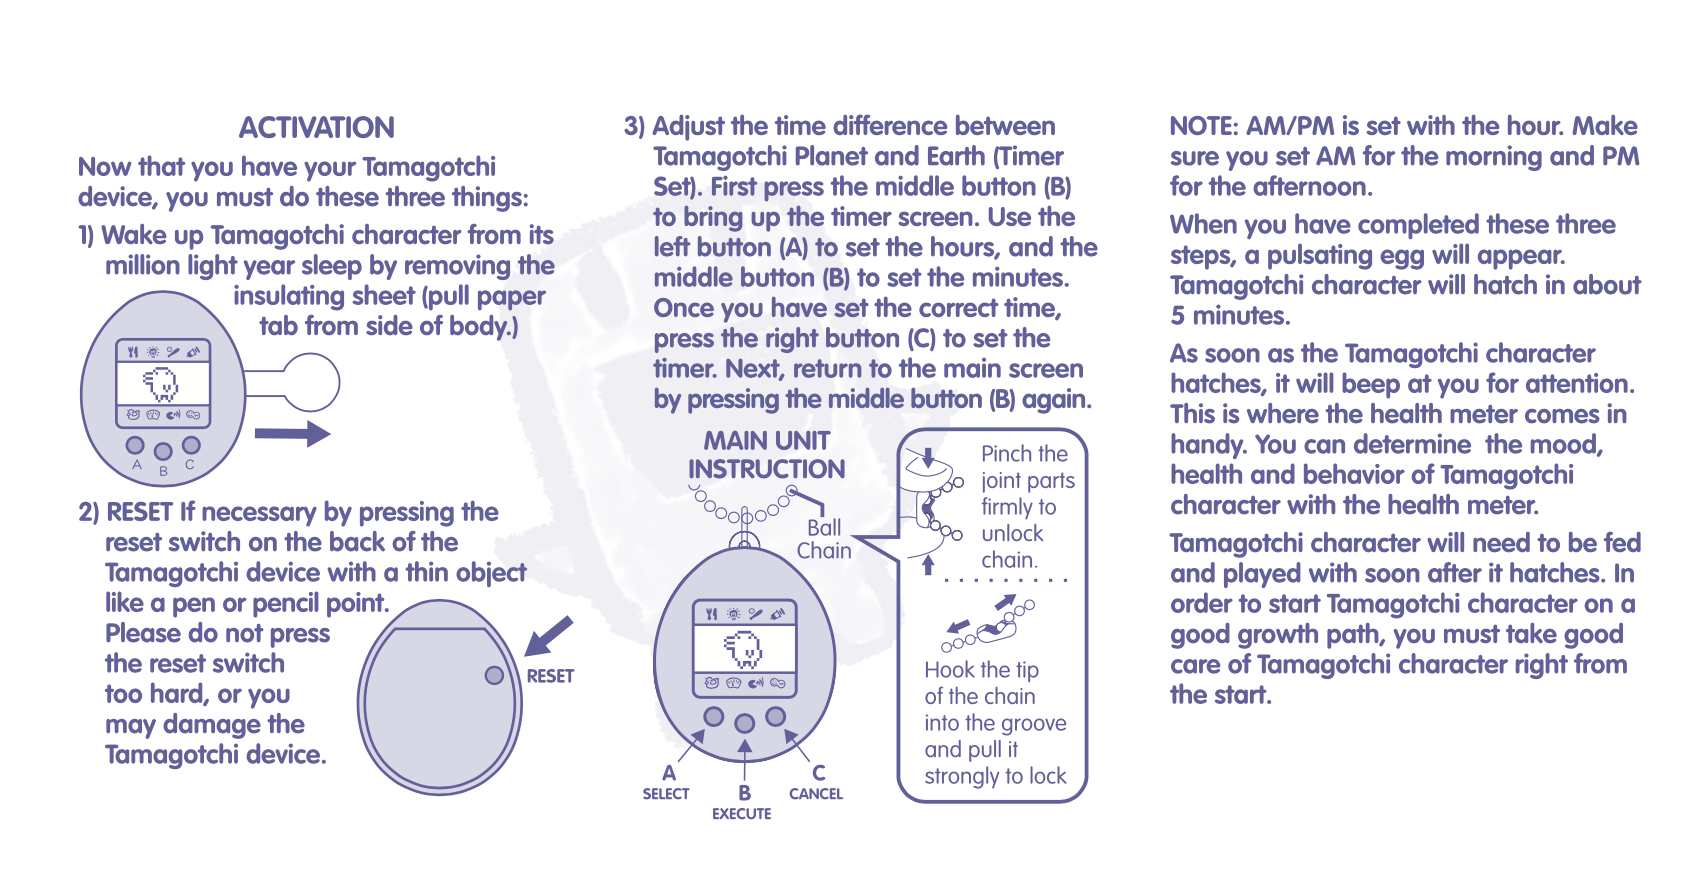 ACTIVATION
Now that you have your Tamagotchi
device, you must do these three things:
1) Wake up Tamagotchi character from its
million light year sleep by removing the
insulating sheet (pull paper
tab from side of body.)
A
B
C
2) RESET If necessary by pressing the
reset switch on the back of the
Tamagotchi device with a thin object
like a pen or pencil point.
Please do not press
the reset switch
too hard, or you
may damage the
Tamagotchi device.
RESET
3) Adjust the time difference between
Tamagotchi Planet and Earth (Timer
Set). First press the middle button (B)
to bring up the timer screen. Use the
left button (A) to set the hours, and the
middle button (B) to set the minutes.
Once you have set the correct time,
press the right button (C) to set the
timer. Next, return to the main screen
by pressing the middle button (B) again.
MAIN UNIT
INSTRUCTION
Ball
Chain
A
SELECT
B
EXECUTE
C
CANCEL
Pinch the
joint parts
firmly to
unlock
chain.
Hook the tip
of the chain
into the groove
and pull it
strongly to lock
NOTE: AM/PM is set with the hour. Make
sure you set AM for the morning and PM
for the afternoon.
When you have completed these three
steps, a pulsating egg will appear.
Tamagotchi character will hatch in about
5 minutes.
As soon as the Tamagotchi character
hatches, it will beep at you for attention.
This is where the health meter comes in
handy. You can determine  the mood,
health and behavior of Tamagotchi
character with the health meter.
Tamagotchi character will need to be fed
and played with soon after it hatches. In
order to start Tamagotchi character on a
good growth path, you must take good
care of Tamagotchi character right from
the start.